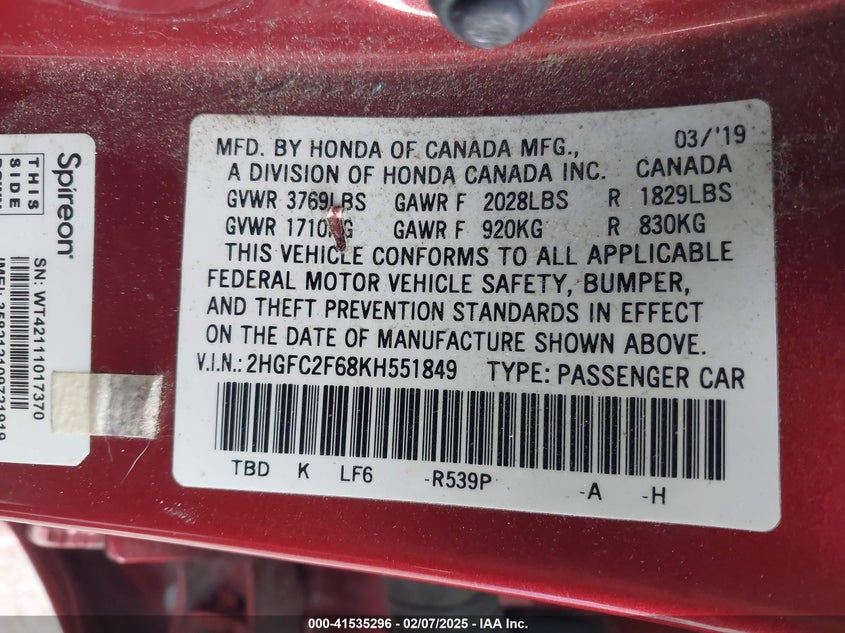 MFD. BY HONDA OF CANADA MFG., 03/'19
A DIVISION OF HONDA CANADA INC. CANADA
GVWR 3769LBS GAWR F 2028LBS R 1829LBS
GVWR 1710KG GAWR F 920KG R 830KG
THIS VEHICLE CONFORMS TO ALL APPLICABLE
FEDERAL MOTOR VEHICLE SAFETY, BUMPER,
AND THEFT PREVENTION STANDARDS IN EFFECT
ON THE DATE OF MANUFACTURE SHOWN ABOVE.
V.I.N.: 2HGFC2F68KH551849 TYPE: PASSENGER CAR
TBD K LF6 -R539P -A -H
Spireon
THIS
SIDE
SN: WT42111017370
000-41535296 — 02/07/2025 — IAA Inc.